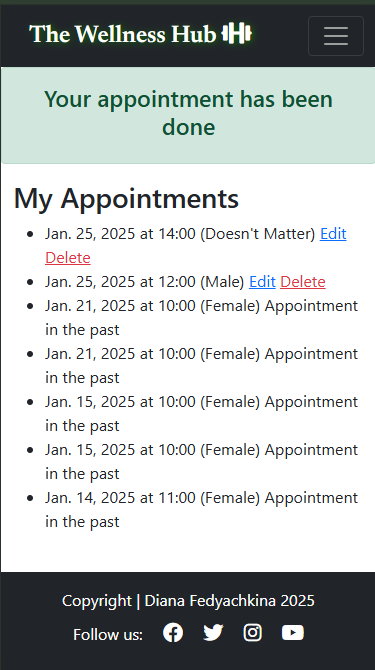 The Wellness Hub
Your appointment has been
done
My Appointments
Jan. 25, 2025 at 14:00 (Doesn't Matter) Edit
Delete
Jan. 25, 2025 at 12:00 (Male) Edit Delete
Jan. 21, 2025 at 10:00 (Female) Appointment
in the past
Jan. 21, 2025 at 10:00 (Female) Appointment
in the past
Jan. 15, 2025 at 10:00 (Female) Appointment
in the past
Jan. 15, 2025 at 10:00 (Female) Appointment
in the past
Jan. 14, 2025 at 11:00 (Female) Appointment
in the past
Copyright | Diana Fedyachkina 2025
Follow us: